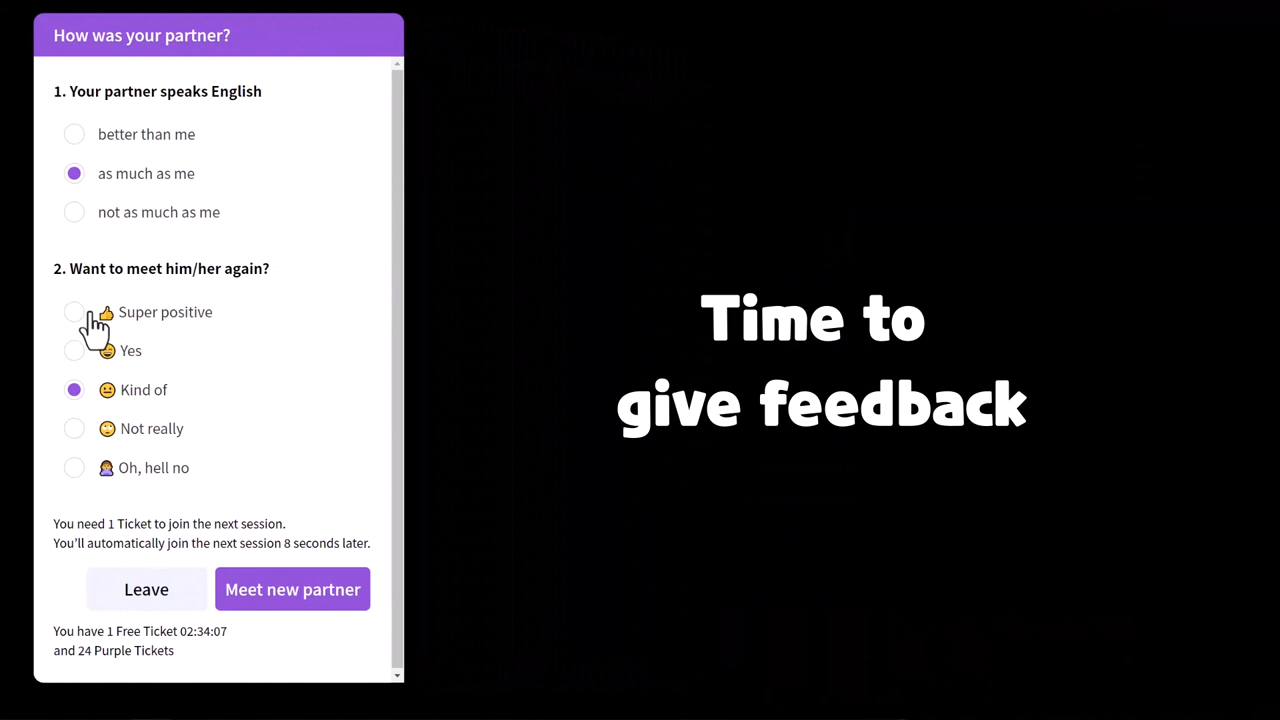 How was your partner?
1. Your partner speaks English
better than me
as much as me
not as much as me
2. Want to meet him/her again?
👍 Super positive
😄 Yes
😐 Kind of
🙄 Not really
🙅‍♀️ Oh, hell no
You need 1 Ticket to join the next session.
You’ll automatically join the next session 8 seconds later.
Leave
Meet new partner
You have 1 Free Ticket 02:34:07
and 24 Purple Tickets
Time to
give feedback